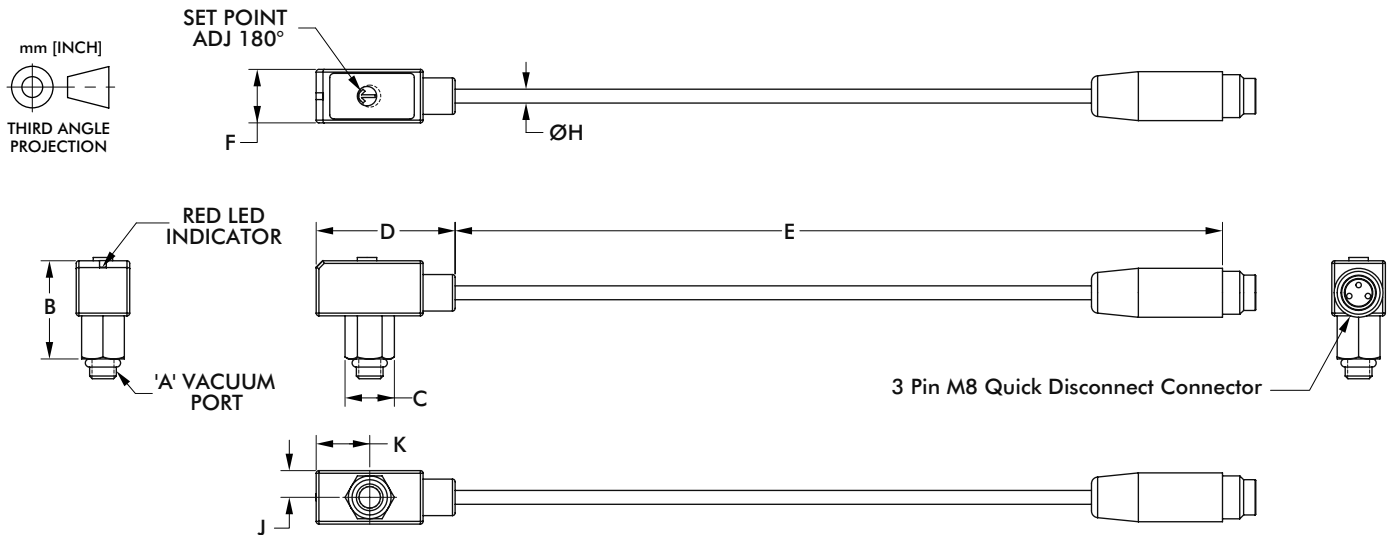 SET POINT
ADJ 180°
mm [INCH]
THIRD ANGLE
PROJECTION
F
ØH
RED LED
INDICATOR
D
E
B
'A' VACUUM
PORT
C
3 Pin M8 Quick Disconnect Connector
K
J